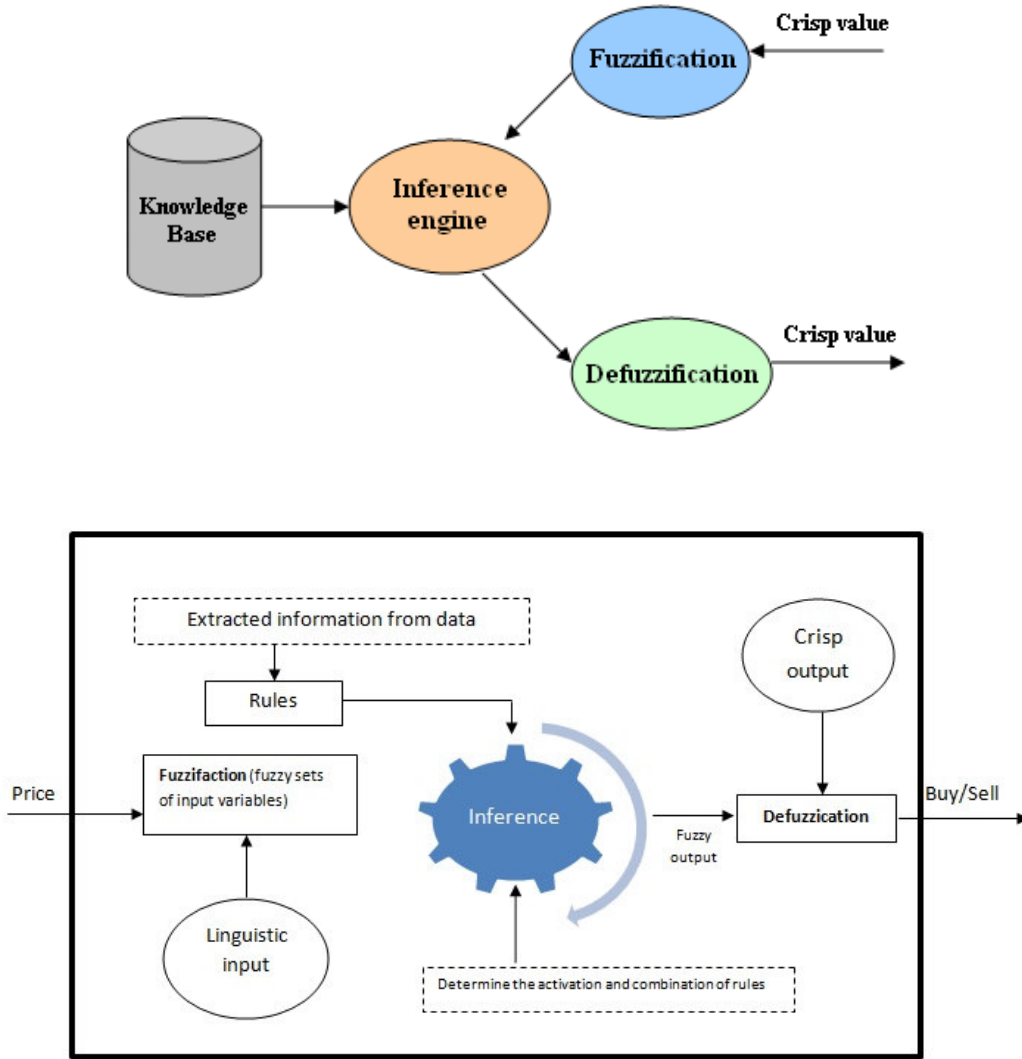 Crisp value
Fuzzification
Inference
engine
Knowledge
Base
Crisp value
Defuzzification
Extracted information from data
Crisp
output
Rules
Fuzzifaction (fuzzy sets
of input variables)
Price
Inference
Buy/Sell
Defuzzication
Fuzzy
output
Linguistic
input
Determine the activation and combination of rules